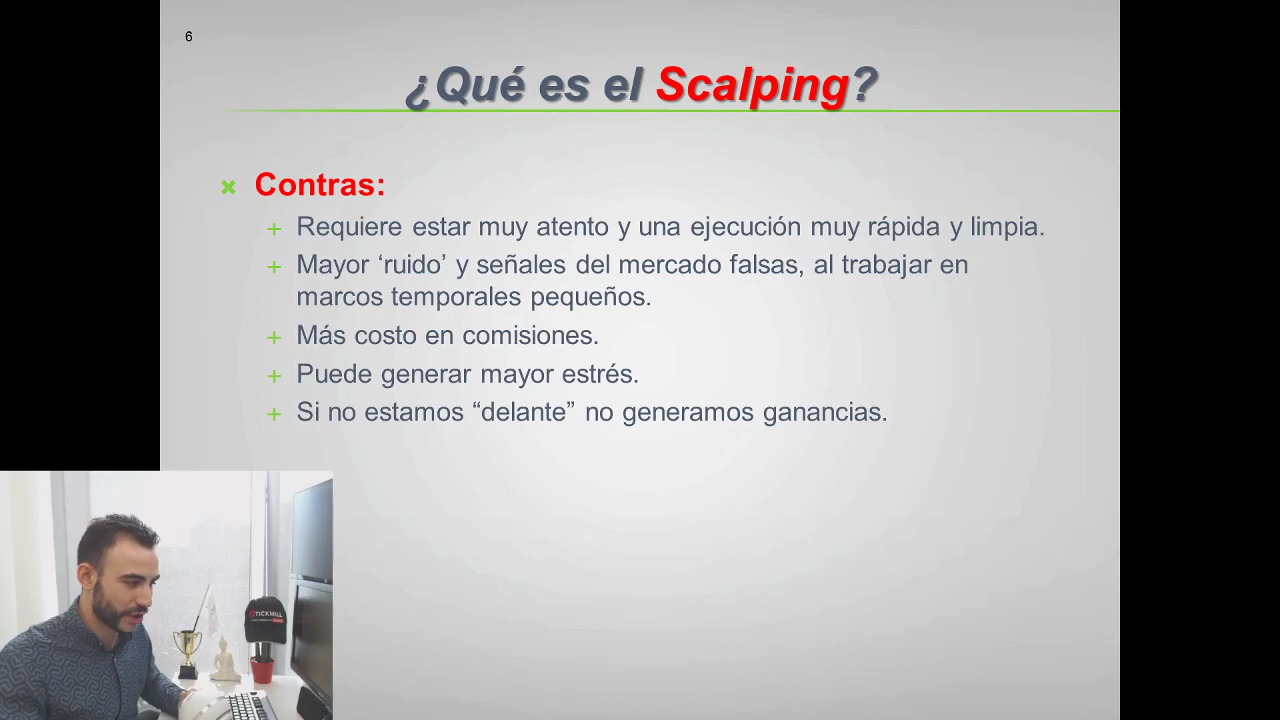 6
¿Qué es el Scalping?
Contras:
Requiere estar muy atento y una ejecución muy rápida y limpia.
Mayor ‘ruido’ y señales del mercado falsas, al trabajar en
marcos temporales pequeños.
Más costo en comisiones.
Puede generar mayor estrés.
Si no estamos “delante” no generamos ganancias.
TICKMILL